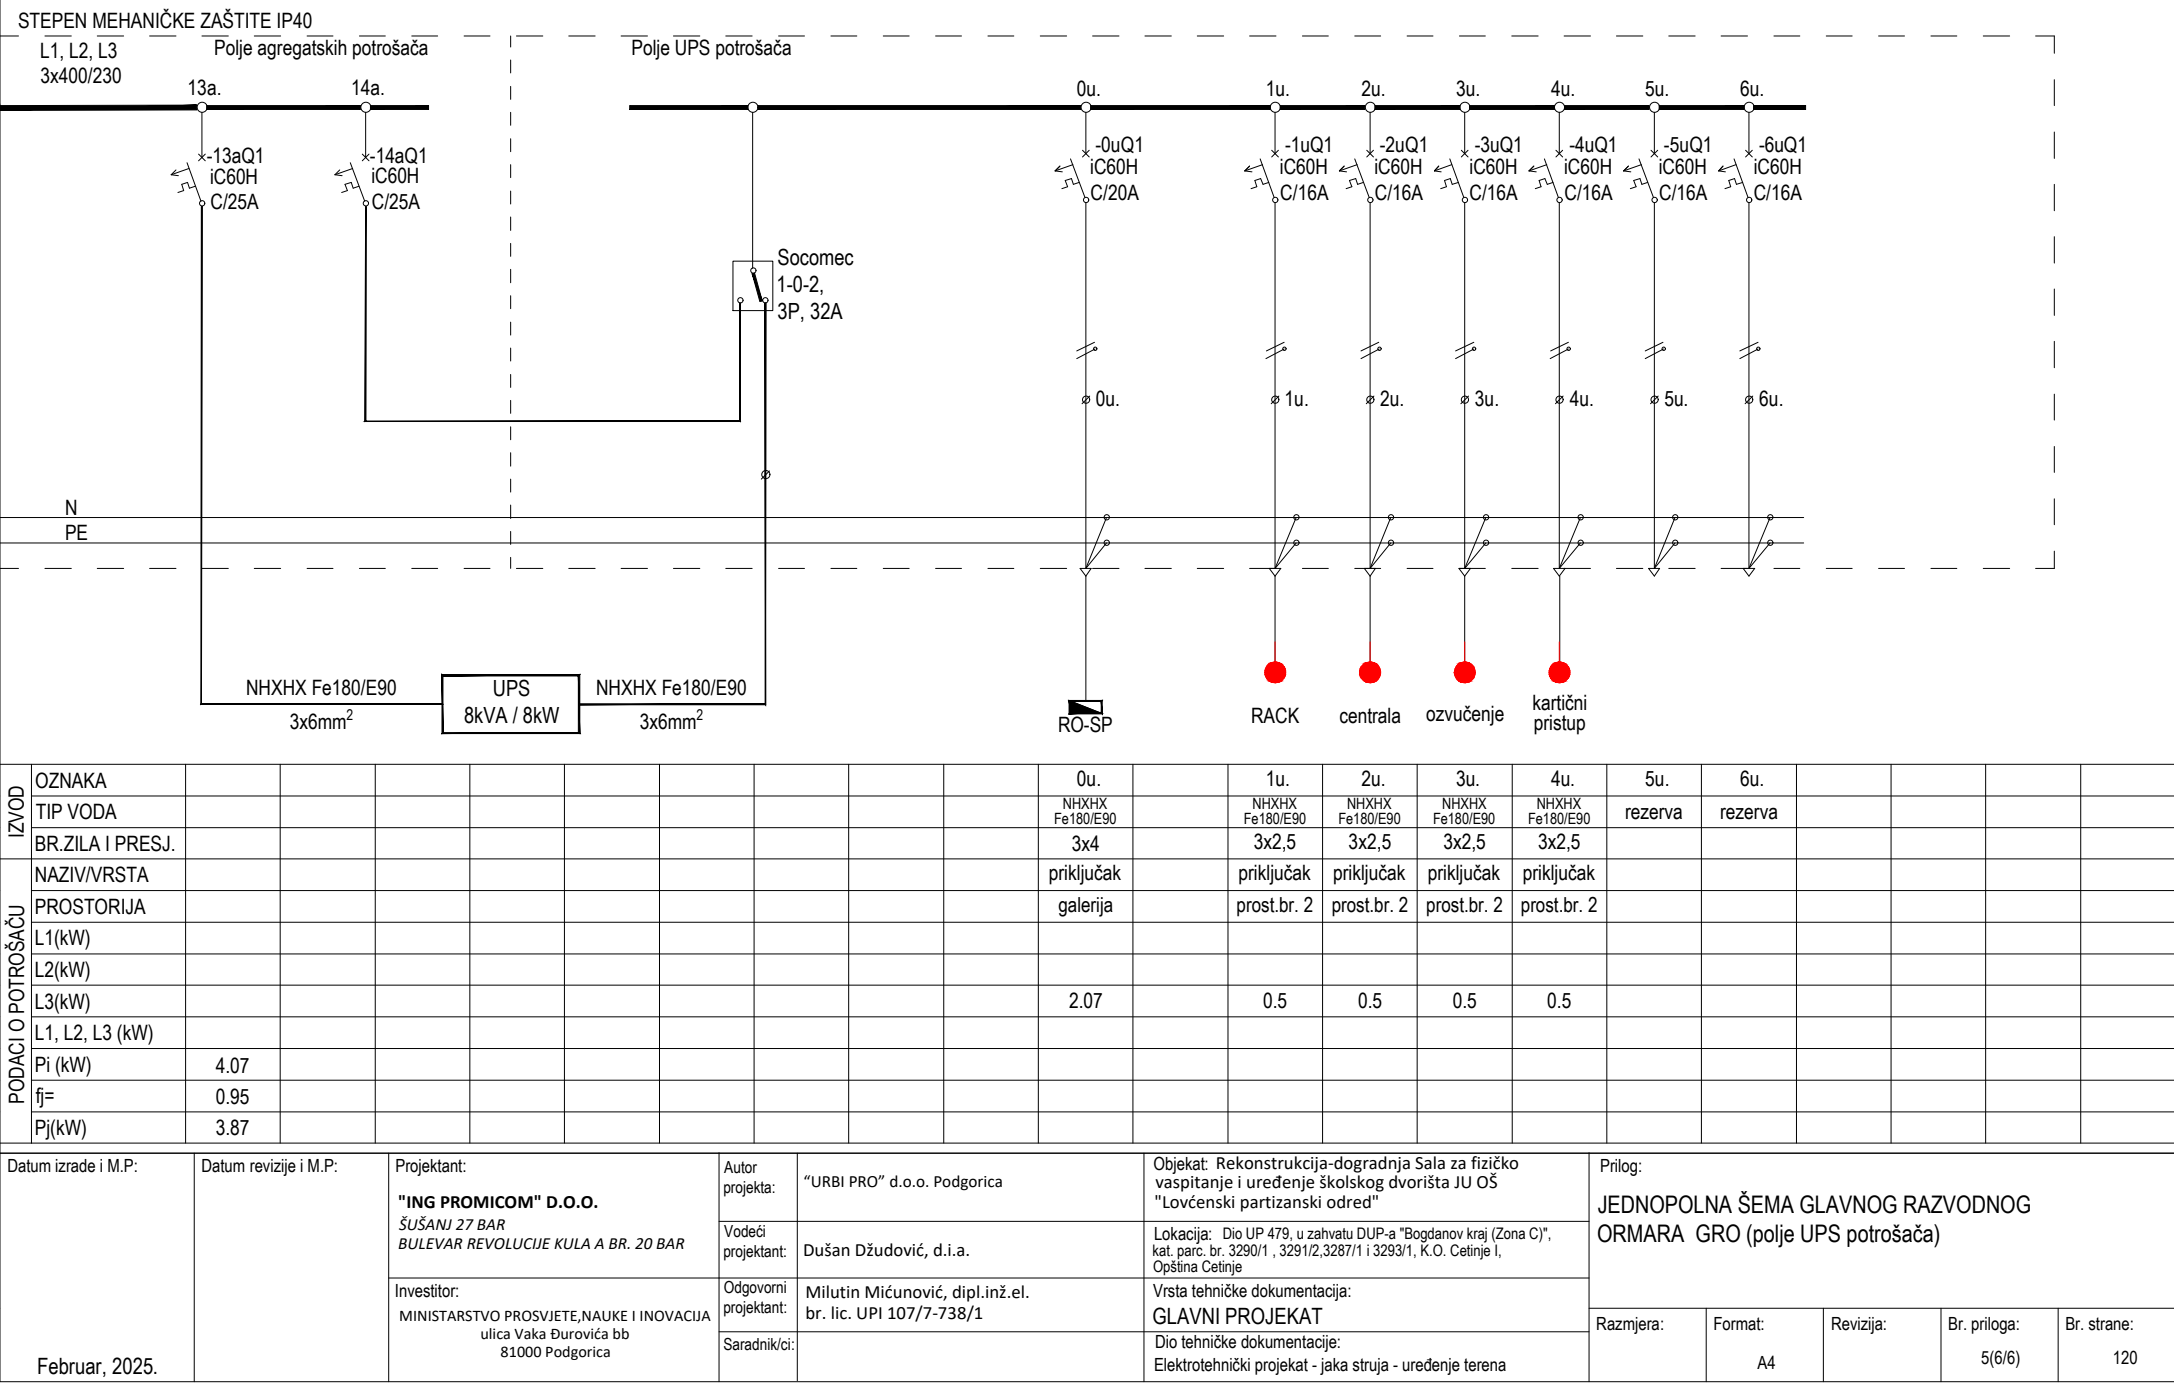 STEPEN MEHANIČKE ZAŠTITE IP40
L1, L2, L3
3x400/230
Polje agregatskih potrošača
Polje UPS potrošača
13a. 14a. 0u. 1u. 2u. 3u. 4u. 5u. 6u.
-13aQ1
iC60H
C/25A
-14aQ1
iC60H
C/25A
-0uQ1
iC60H
C/20A
-1uQ1
iC60H
C/16A
-2uQ1
iC60H
C/16A
-3uQ1
iC60H
C/16A
-4uQ1
iC60H
C/16A
-5uQ1
iC60H
C/16A
-6uQ1
iC60H
C/16A
Socomec
1-0-2,
3P, 32A
0u. 1u. 2u. 3u. 4u. 5u. 6u.
N
PE
NHXHX Fe180/E90
3x6mm²
UPS
8kVA / 8kW
NHXHX Fe180/E90
3x6mm²
RO-SP
RACK
centrala
ozvučenje
kartični
pristup
IZVOD
OZNAKA 0u. 1u. 2u. 3u. 4u. 5u. 6u.
TIP VODA NHXHX Fe180/E90 NHXHX Fe180/E90 NHXHX Fe180/E90 NHXHX Fe180/E90 NHXHX Fe180/E90 rezerva rezerva
BR.ZILA I PRESJ. 3x4 3x2,5 3x2,5 3x2,5 3x2,5
PODACI O POTROŠAČU
NAZIV/VRSTA priključak priključak priključak priključak priključak
PROSTORIJA galerija prost.br. 2 prost.br. 2 prost.br. 2 prost.br. 2
L1(kW)
L2(kW)
L3(kW) 2.07 0.5 0.5 0.5 0.5
L1, L2, L3 (kW)
Pi (kW) 4.07
fj= 0.95
Pj(kW) 3.87
Datum izrade i M.P:
Februar, 2025.
Datum revizije i M.P:
Projektant:
"ING PROMICOM" D.O.O.
ŠUŠANJ 27 BAR
BULEVAR REVOLUCIJE KULA A BR. 20 BAR
Investitor:
MINISTARSTVO PROSVJETE,NAUKE I INOVACIJA
ulica Vaka Đurovića bb
81000 Podgorica
Autor
projekta:
“URBI PRO” d.o.o. Podgorica
Vodeći
projektant:
Dušan Džudović, d.i.a.
Odgovorni
projektant:
Milutin Mićunović, dipl.inž.el.
br. lic. UPI 107/7-738/1
Saradnik/ci:
Objekat: Rekonstrukcija-dogradnja Sala za fizičko
vaspitanje i uređenje školskog dvorišta JU OŠ
"Lovćenski partizanski odred"
Lokacija: Dio UP 479, u zahvatu DUP-a "Bogdanov kraj (Zona C)",
kat. parc. br. 3290/1 , 3291/2,3287/1 i 3293/1, K.O. Cetinje I,
Opština Cetinje
Vrsta tehničke dokumentacija:
GLAVNI PROJEKAT
Dio tehničke dokumentacije:
Elektrotehnički projekat - jaka struja - uređenje terena
Prilog:
JEDNOPOLNA ŠEMA GLAVNOG RAZVODNOG
ORMARA GRO (polje UPS potrošača)
Razmjera:
Format:
A4
Revizija:
Br. priloga:
5(6/6)
Br. strane:
120